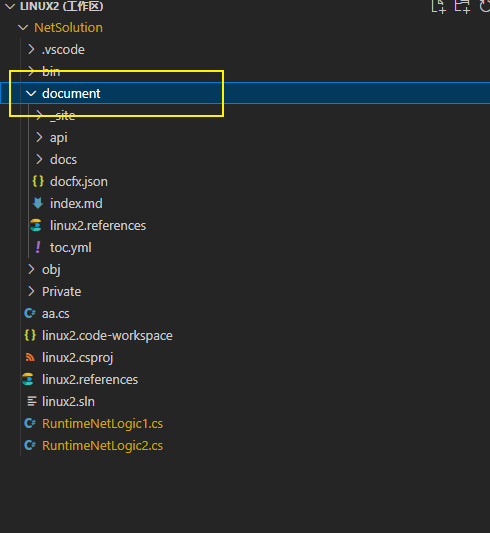 LINUX2 (工作区)
NetSolution
.vscode
bin
document
_site
api
docs
docfx.json
index.md
linux2.references
toc.yml
obj
Private
aa.cs
linux2.code-workspace
linux2.csproj
linux2.references
linux2.sln
RuntimeNetLogic1.cs
RuntimeNetLogic2.cs